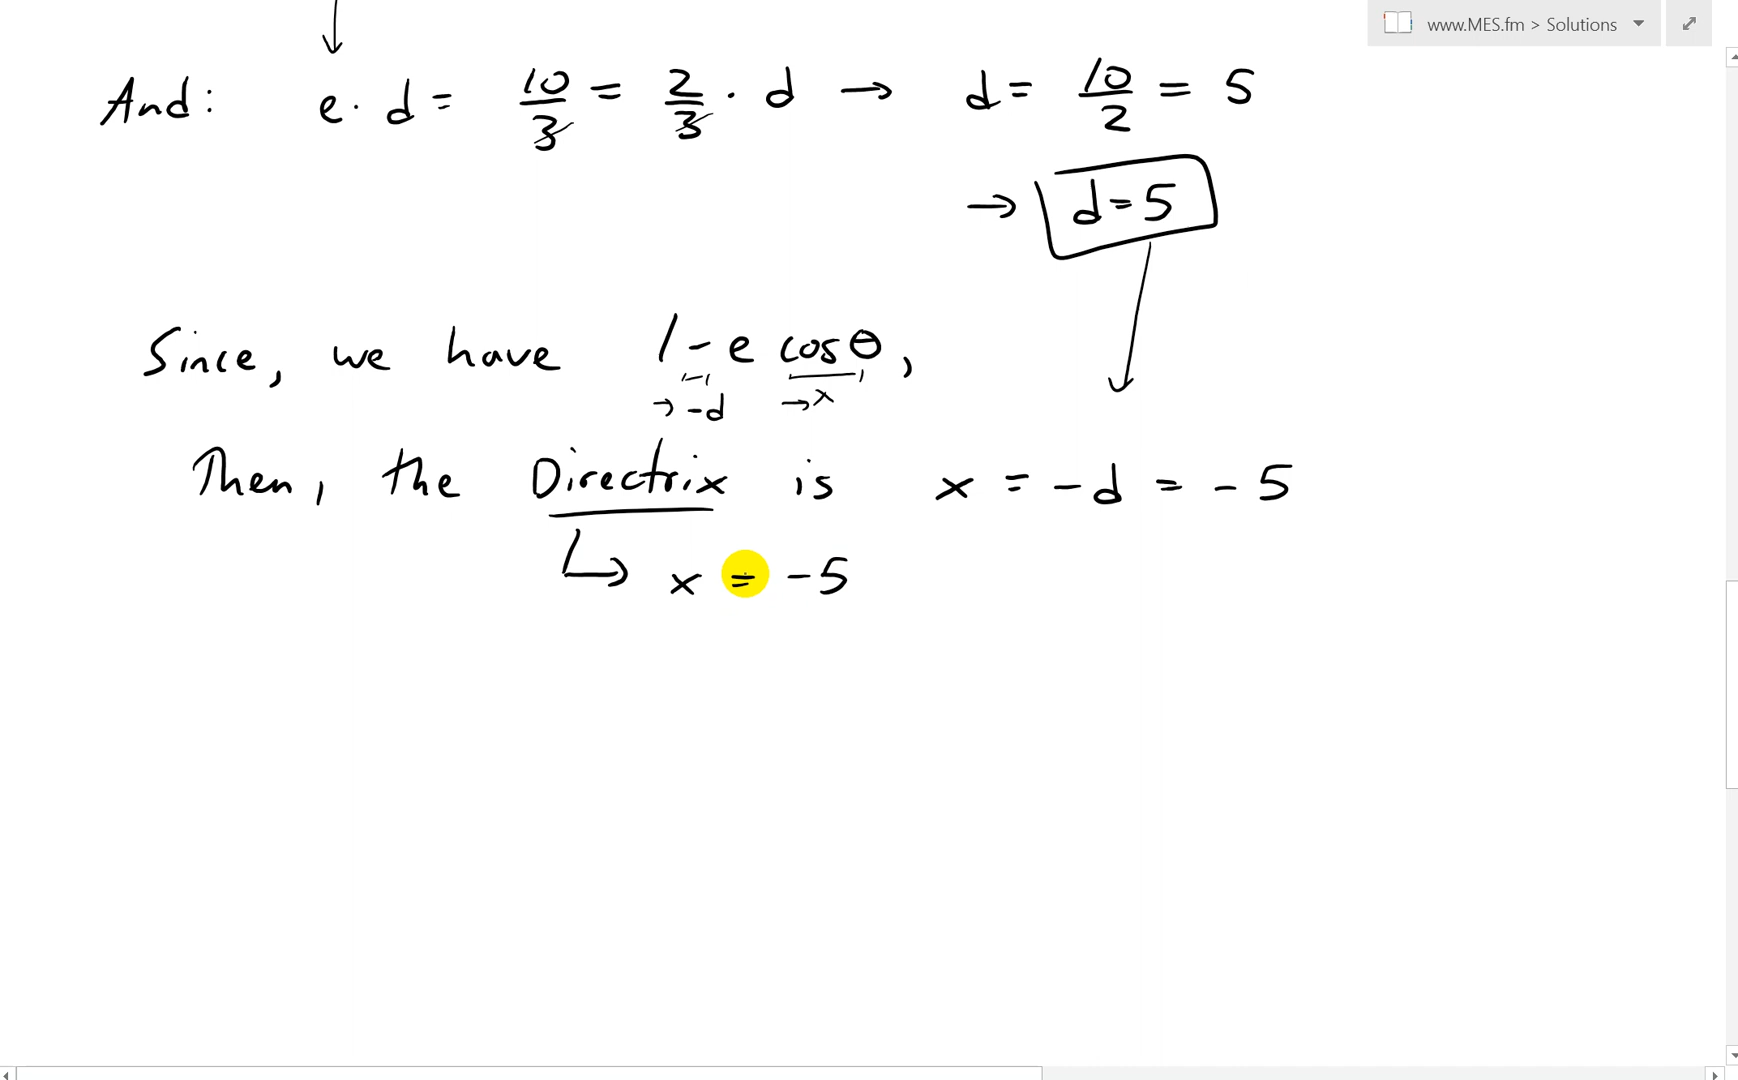 www.MES.fm > Solutions
And: e · d = 10/3 = 2/3 · d → d = 10/2 = 5
→ d = 5
Since, we have 1 - e cosθ,
→ -d → x
Then, the Directrix is x = -d = -5
↳ x = -5